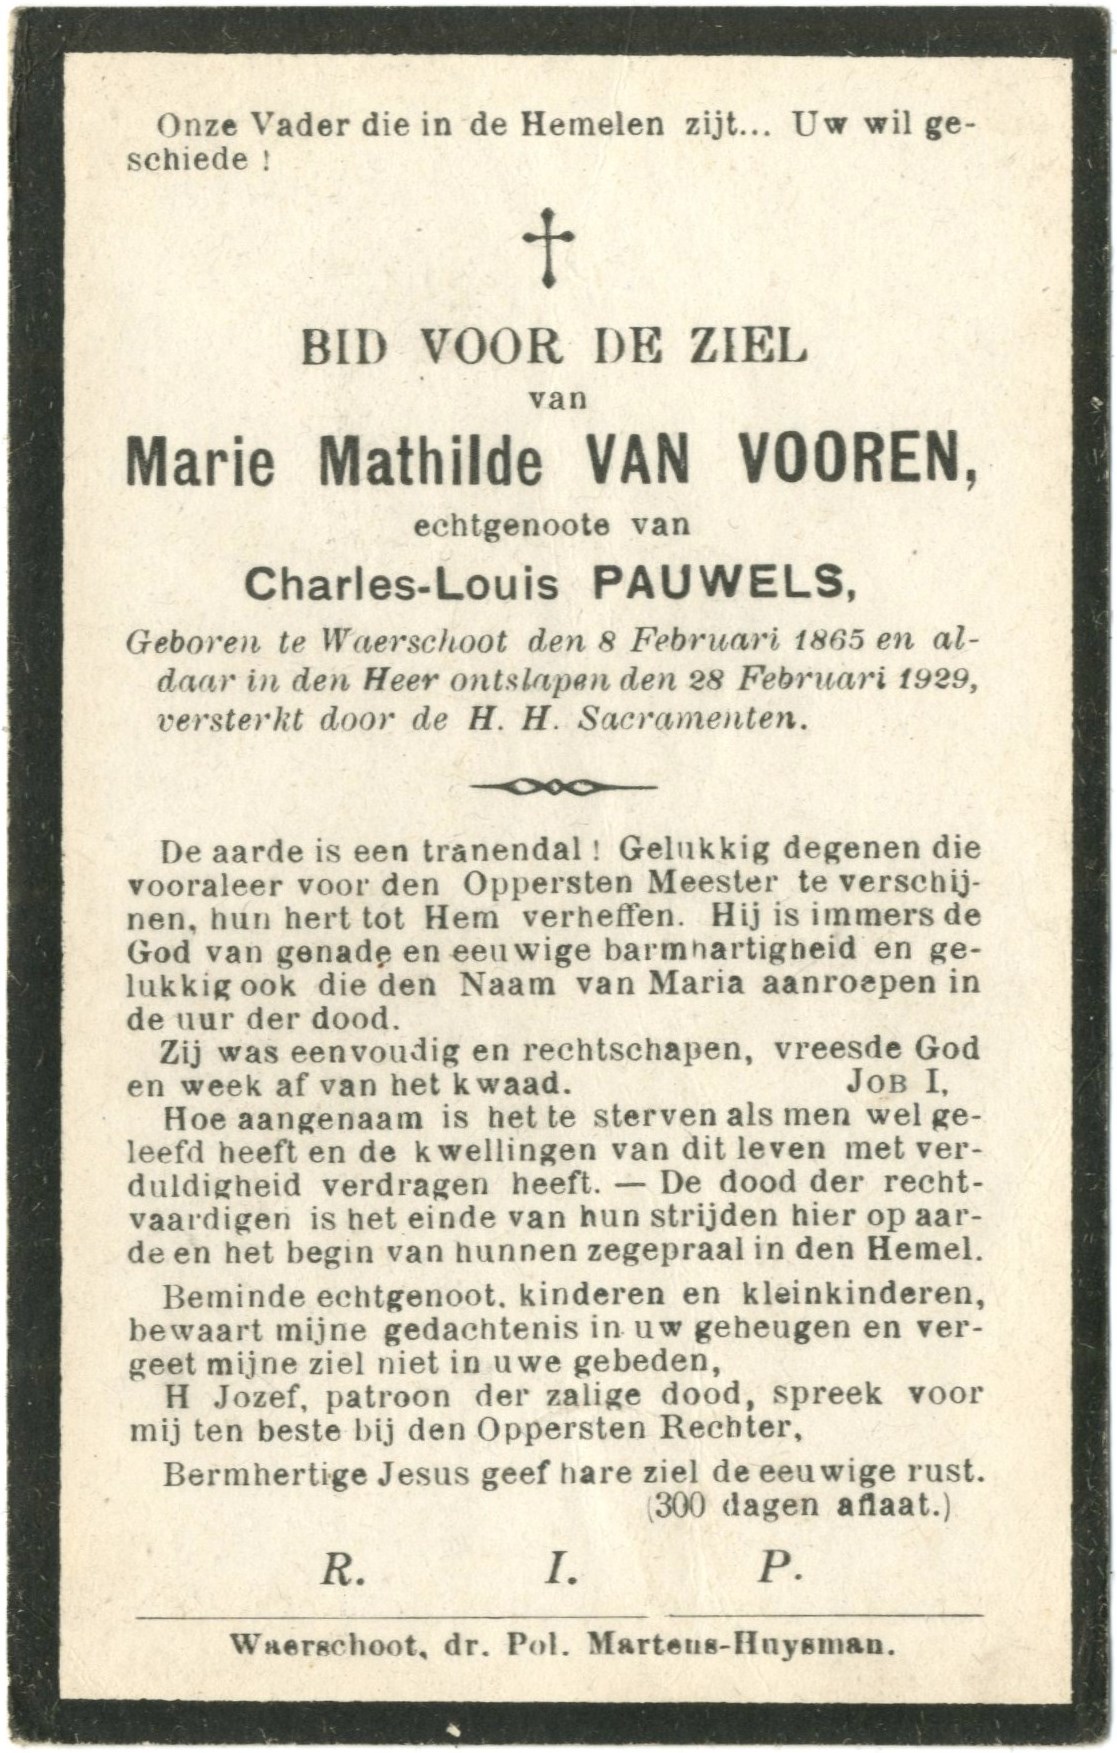 Onze Vader die in de Hemelen zijt... Uw wil ge-
schiede !
BID VOOR DE ZIEL
van
Marie Mathilde VAN VOOREN,
echtgenoote van
Charles-Louis PAUWELS,
Geboren te Waerschoot den 8 Februari 1865 en al-
daar in den Heer ontslapen den 28 Februari 1929,
versterkt door de H. H. Sacramenten.
De aarde is een tranendal ! Gelukkig degenen die
vooraleer voor den Oppersten Meester te verschij-
nen, hun hert tot Hem verheffen. Hij is immers de
God van genade en eeuwige barmhartigheid en ge-
lukkig ook die den Naam van Maria aanroepen in
de uur der dood.
Zij was eenvoudig en rechtschapen, vreesde God
en week af van het kwaad. JOB I,
Hoe aangenaam is het te sterven als men wel ge-
leefd heeft en de kwellingen van dit leven met ver-
duldigheid verdragen heeft. — De dood der recht-
vaardigen is het einde van hun strijden hier op aar-
de en het begin van hunnen zegepraal in den Hemel.
Beminde echtgenoot. kinderen en kleinkinderen,
bewaart mijne gedachtenis in uw geheugen en ver-
geet mijne ziel niet in uwe gebeden,
H Jozef, patroon der zalige dood, spreek voor
mij ten beste bij den Oppersten Rechter,
Bermhertige Jesus geef hare ziel de eeuwige rust.
(300 dagen aflaat.)
R. I. P.
Waerschoot, dr. Pol. Martens-Huysman.